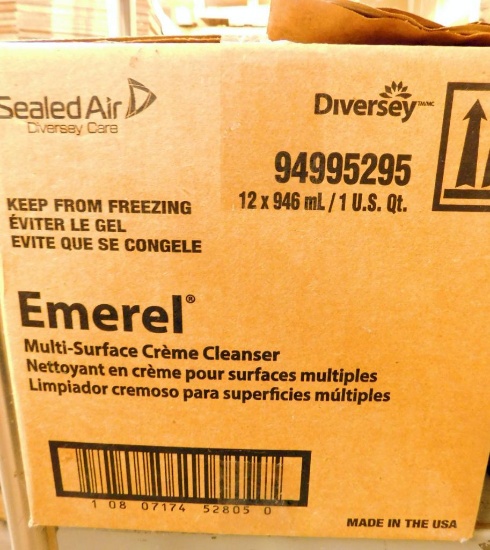 Sealed Air
Diversey Care
Diversey™/MC
94995295
12 x 946 mL / 1 U.S. Qt.
KEEP FROM FREEZING
ÉVITER LE GEL
EVITE QUE SE CONGELE
Emerel®
Multi-Surface Crème Cleanser
Nettoyant en crème pour surfaces multiples
Limpiador cremoso para superficies múltiples
1 08 07174 52805 0
MADE IN THE USA